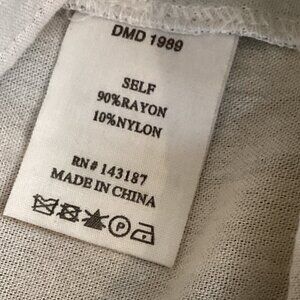 DMD 1989
SELF
90%RAYON
10%NYLON
RN# 143187
MADE IN CHINA
P